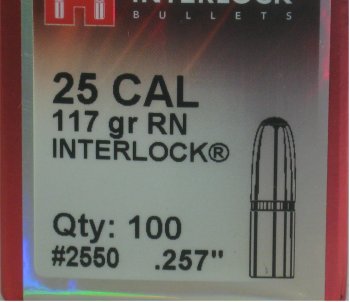 INTERLOCK
BULLETS
25 CAL
117 gr RN
INTERLOCK®
Qty: 100
#2550 .257"